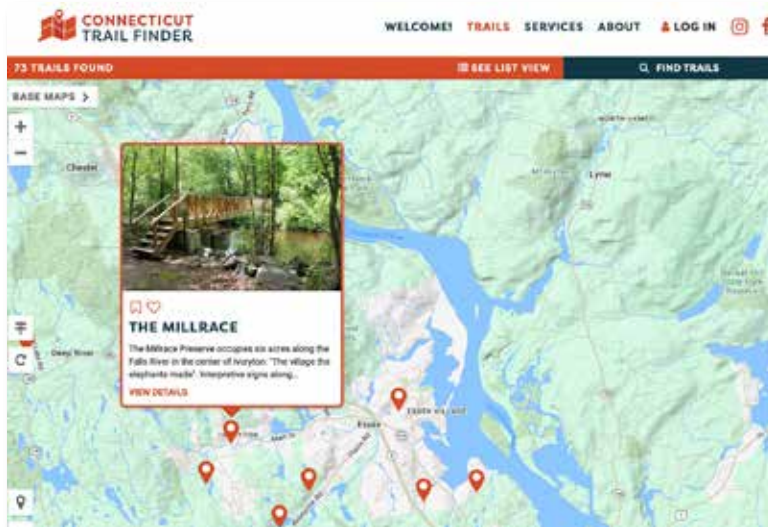 CONNECTICUT
TRAIL FINDER
WELCOME! TRAILS SERVICES ABOUT LOG IN
73 TRAILS FOUND SEE LIST VIEW FIND TRAILS
BASE MAPS >
+
−
Chester
Lyme
THE MILLRACE
The Millrace Preserve occupies six acres along the
Falls River in the center of Ivoryton: "The village the
elephants made". Interpretive signs along...
VIEW DETAILS
Deep River
Essex